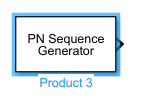 PN Sequence
Generator
Product 3